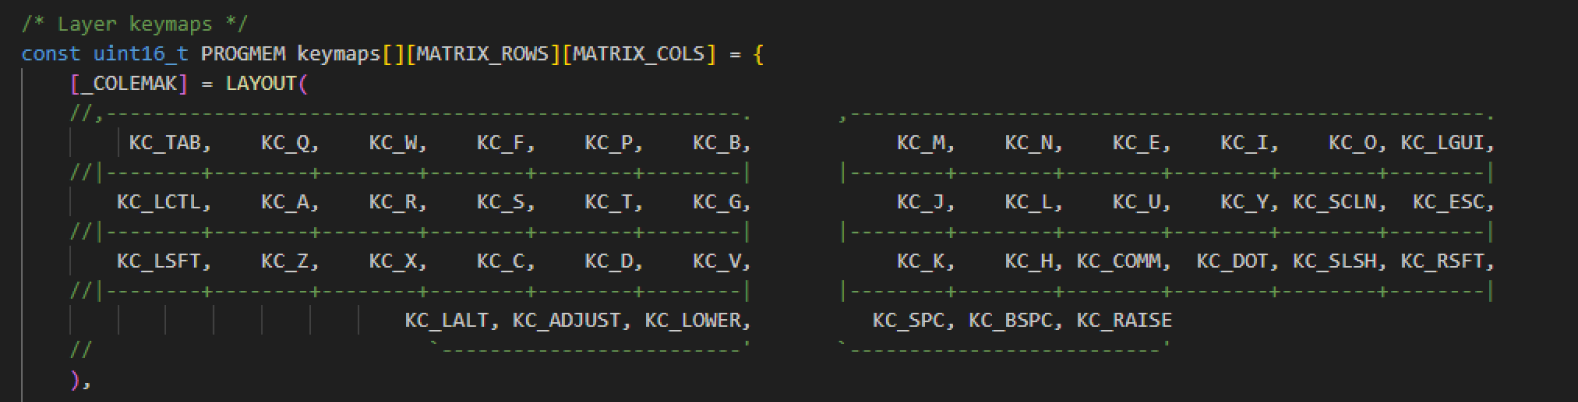 /* Layer keymaps */
const uint16_t PROGMEM keymaps[][MATRIX_ROWS][MATRIX_COLS] = {
    [_COLEMAK] = LAYOUT(
    //,-----------------------------------------------------.       ,-----------------------------------------------------.
         KC_TAB,    KC_Q,    KC_W,    KC_F,    KC_P,    KC_B,            KC_M,    KC_N,    KC_E,    KC_I,    KC_O, KC_LGUI,
    //|--------+--------+--------+--------+--------+--------|       |--------+--------+--------+--------+--------+--------|
        KC_LCTL,    KC_A,    KC_R,    KC_S,    KC_T,    KC_G,            KC_J,    KC_L,    KC_U,    KC_Y, KC_SCLN,  KC_ESC,
    //|--------+--------+--------+--------+--------+--------|       |--------+--------+--------+--------+--------+--------|
        KC_LSFT,    KC_Z,    KC_X,    KC_C,    KC_D,    KC_V,            KC_K,    KC_H, KC_COMM,  KC_DOT, KC_SLSH, KC_RSFT,
    //|--------+--------+--------+--------+--------+--------|       |--------+--------+--------+--------+--------+--------|
                                KC_LALT, KC_ADJUST, KC_LOWER,          KC_SPC, KC_BSPC, KC_RAISE
    //                            `-------------------------'       `--------------------------'
    ),